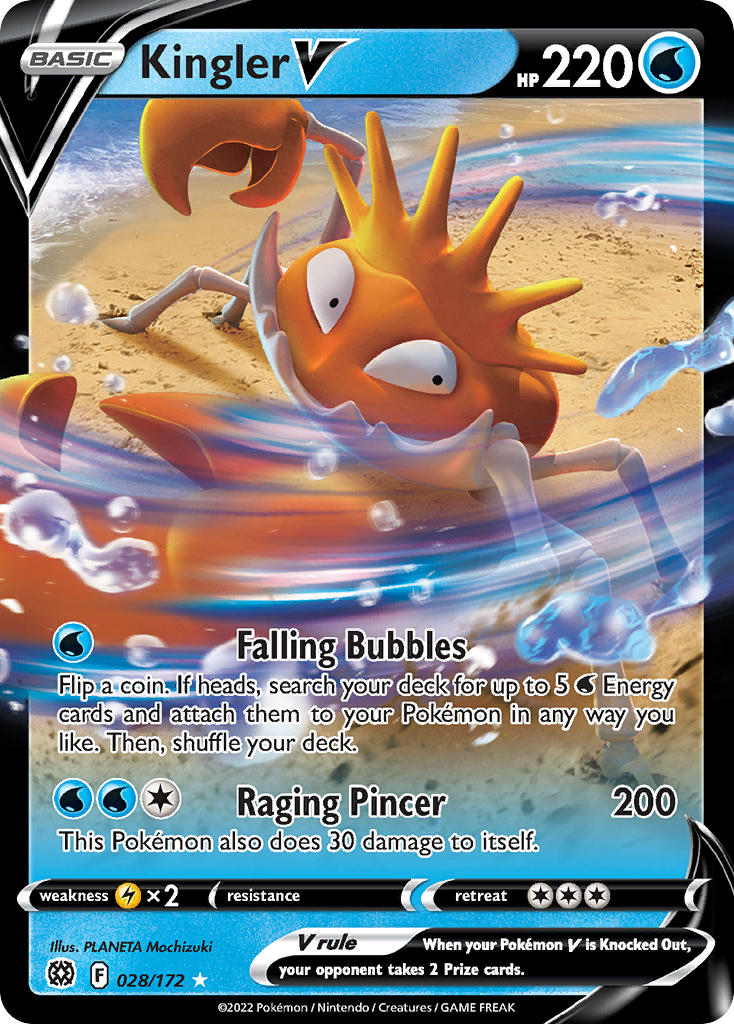 BASIC
Kingler V
HP 220
Falling Bubbles
Flip a coin. If heads, search your deck for up to 5 Energy
cards and attach them to your Pokémon in any way you
like. Then, shuffle your deck.
Raging Pincer 200
This Pokémon also does 30 damage to itself.
weakness ×2 resistance retreat
Illus. PLANETA Mochizuki
V rule When your Pokémon V is Knocked Out,
your opponent takes 2 Prize cards.
F 028/172 ★
©2022 Pokémon / Nintendo / Creatures / GAME FREAK